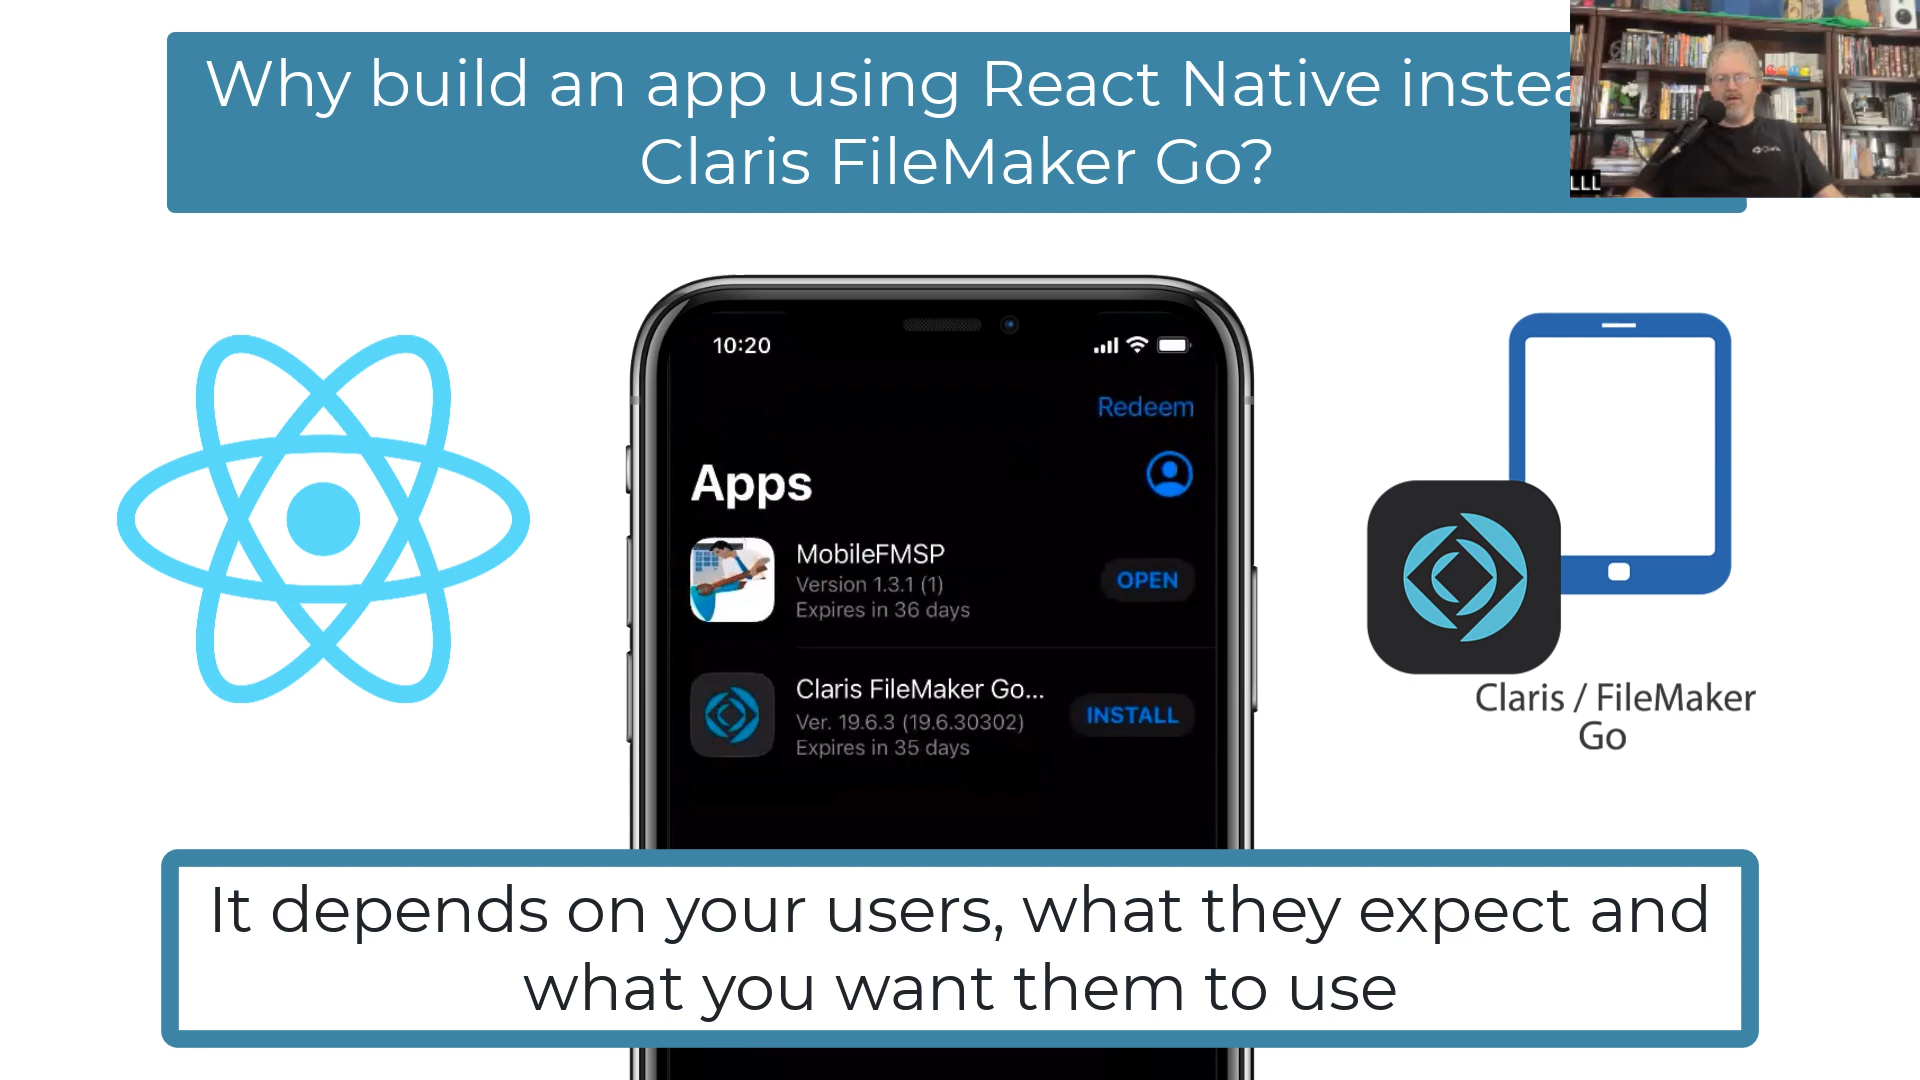 Why build an app using React Native instea
Claris FileMaker Go?
LLL
10:20
Redeem
Apps
MobileFMSP
Version 1.3.1 (1)
Expires in 36 days
OPEN
Claris FileMaker Go...
Ver. 19.6.3 (19.6.30302)
Expires in 35 days
INSTALL
Claris / FileMaker
Go
It depends on your users, what they expect and
what you want them to use